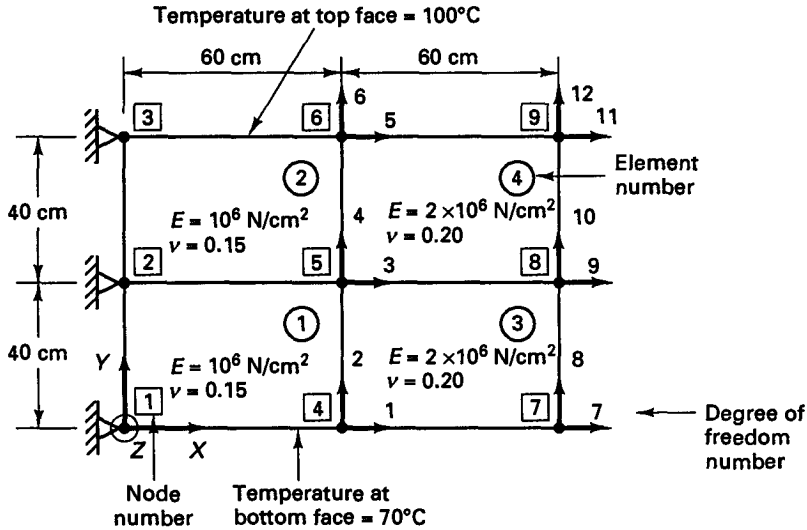 Temperature at top face = 100°C
60 cm
60 cm
6
12
3
6
5
9
11
2
4
Element
number
40 cm
E = 10⁶ N/cm²
ν = 0.15
4
E = 2 ×10⁶ N/cm²
ν = 0.20
10
2
5
3
8
9
1
3
40 cm
Y
E = 10⁶ N/cm²
ν = 0.15
2
E = 2 ×10⁶ N/cm²
ν = 0.20
8
1
4
1
7
7
Z
X
Degree of
freedom
number
Node
number
Temperature at
bottom face = 70°C